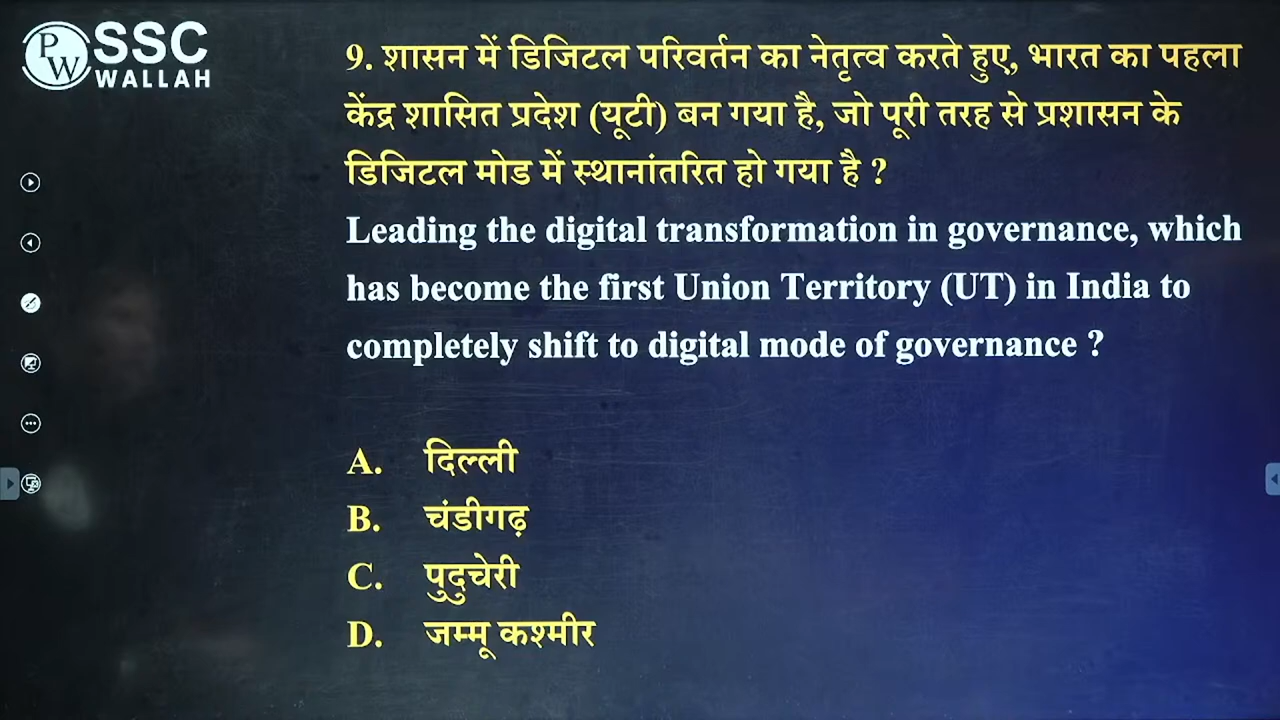 PW
SSC
WALLAH
9. शासन में डिजिटल परिवर्तन का नेतृत्व करते हुए, भारत का पहला
केंद्र शासित प्रदेश (यूटी) बन गया है, जो पूरी तरह से प्रशासन के
डिजिटल मोड में स्थानांतरित हो गया है ?
Leading the digital transformation in governance, which
has become the first Union Territory (UT) in India to
completely shift to digital mode of governance ?
A. दिल्ली
B. चंडीगढ़
C. पुदुचेरी
D. जम्मू कश्मीर